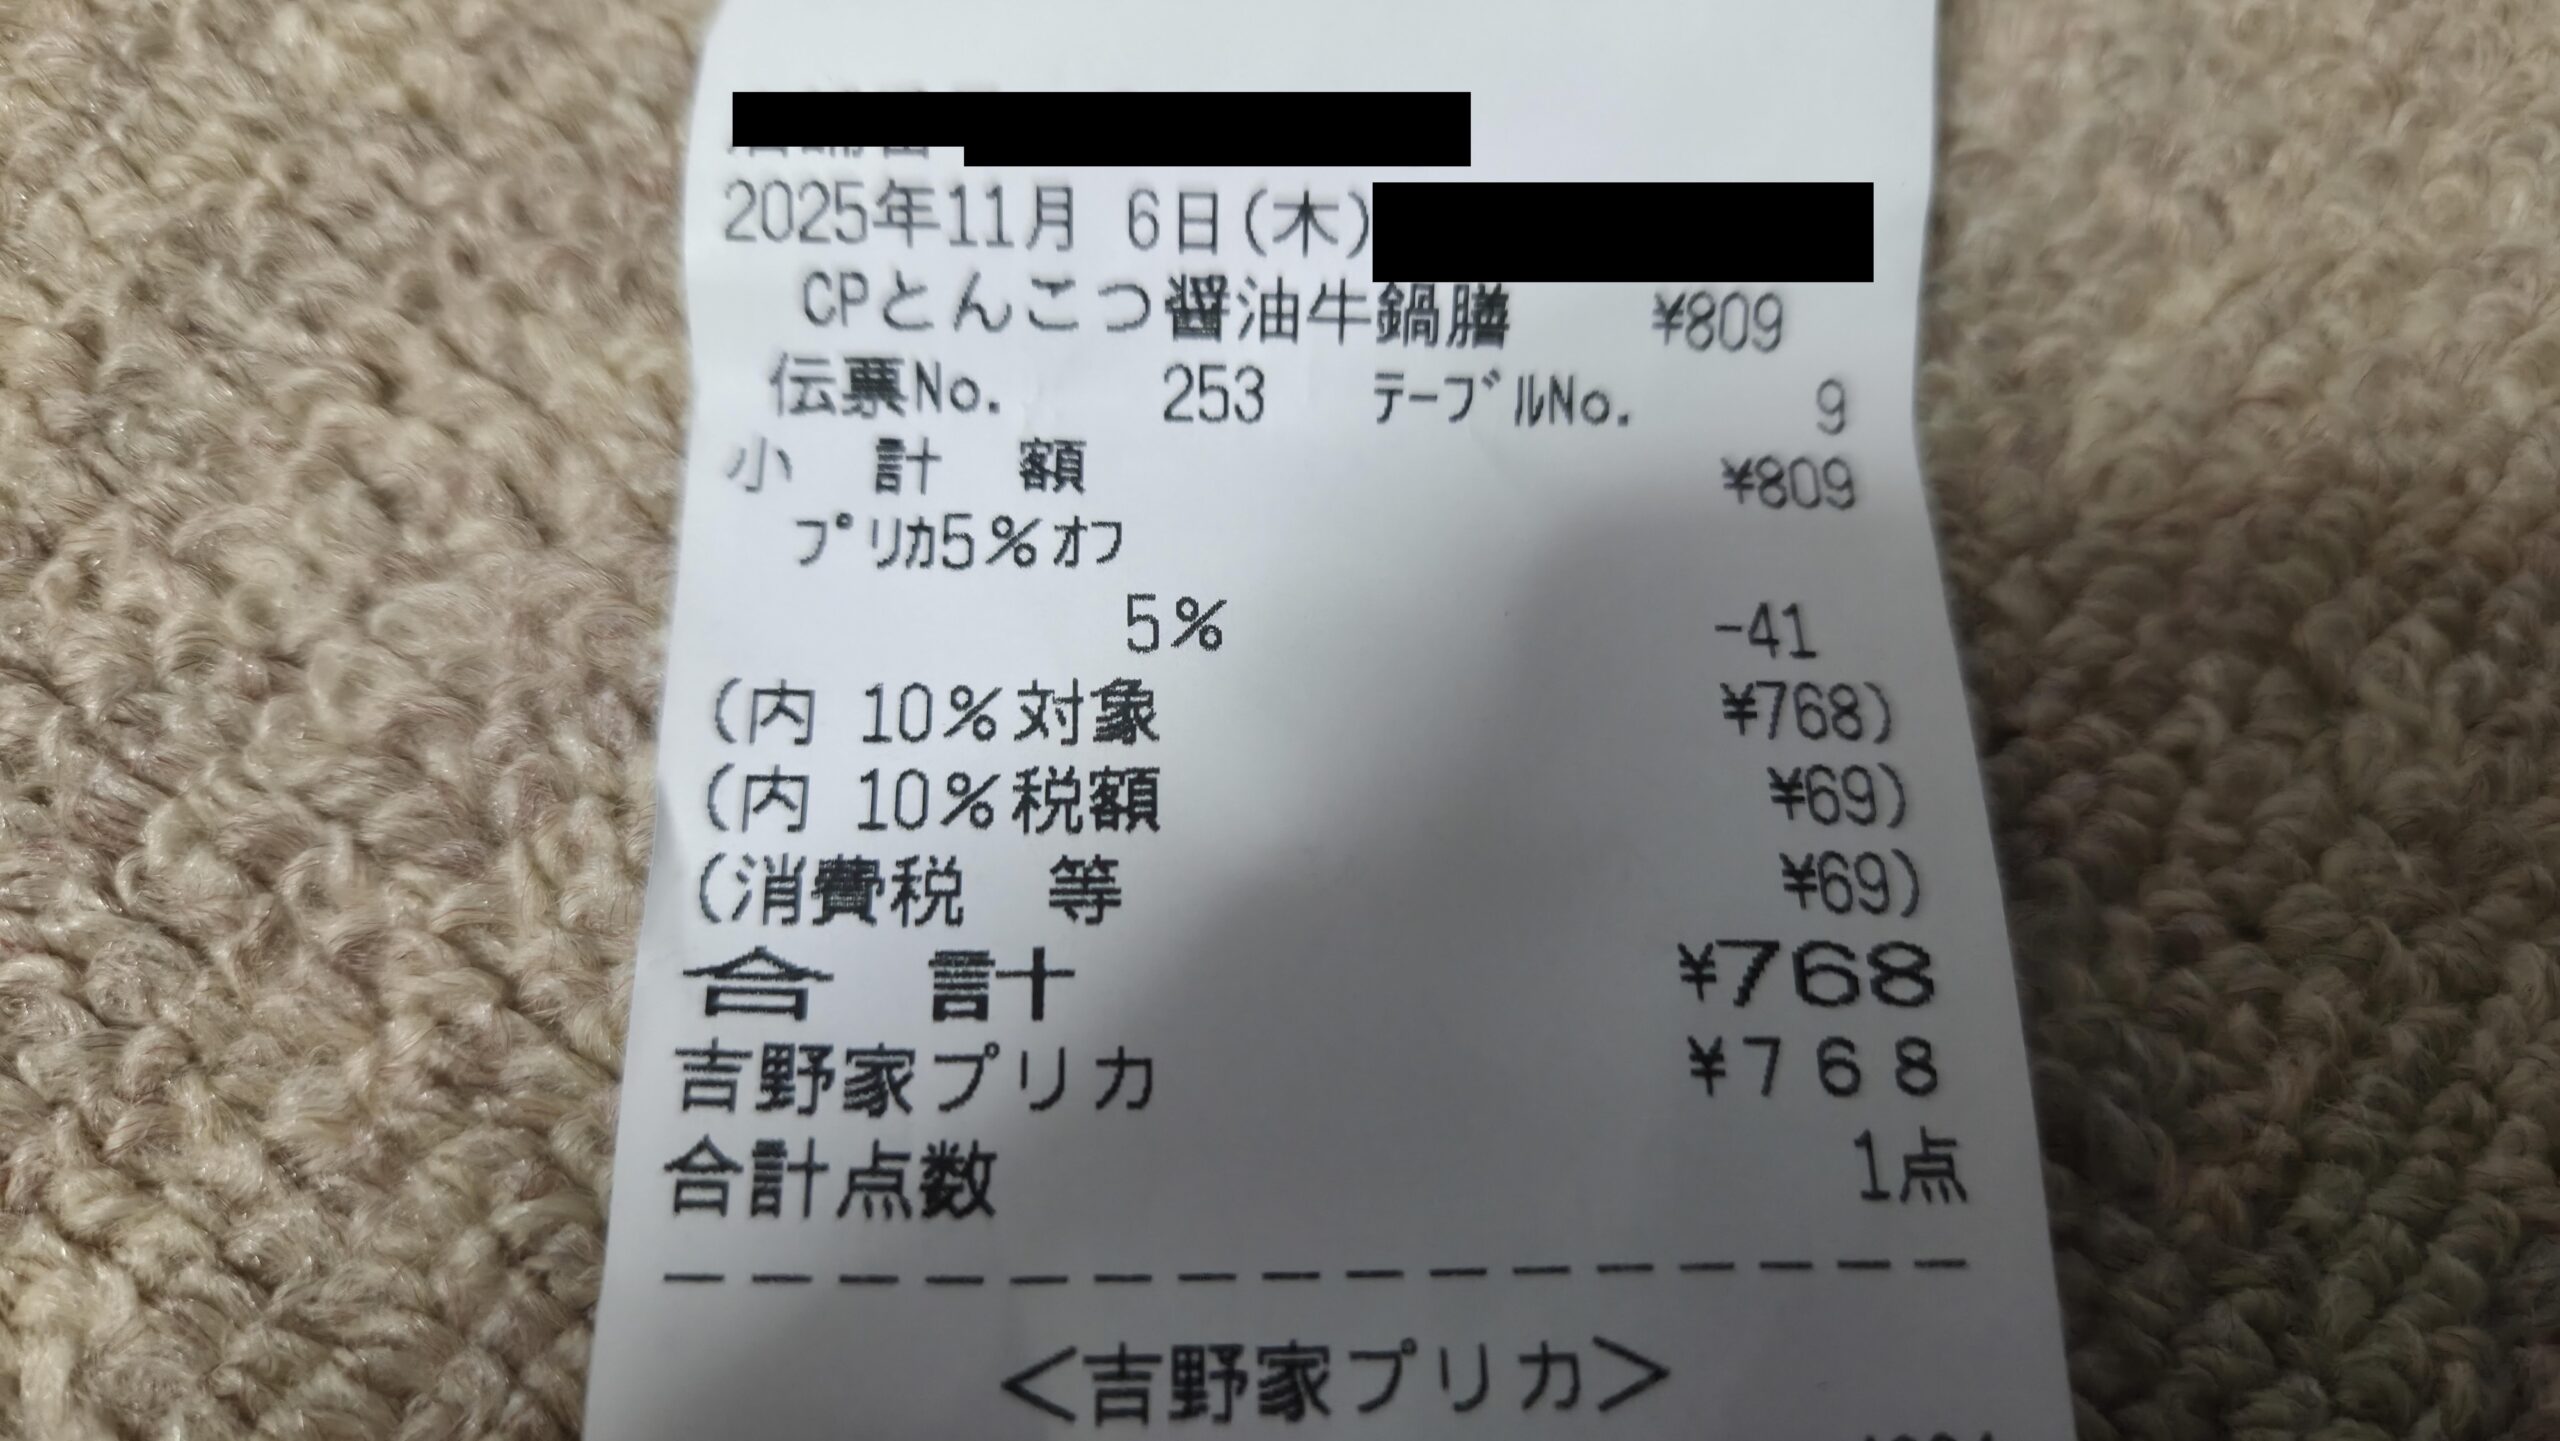 2025年11月 6日(木)
CPとんこつ醤油牛鍋膳 ¥809
伝票No. 253 ﾃｰﾌﾞﾙNo. 9
小 計 額 ¥809
ﾌﾟﾘｶ5%ｵﾌ
5% -41
(内 10%対象 ¥768)
(内 10%税額 ¥69)
(消費税 等 ¥69)
合 計 ¥768
吉野家プリカ ¥768
合計点数 1点
<吉野家プリカ>